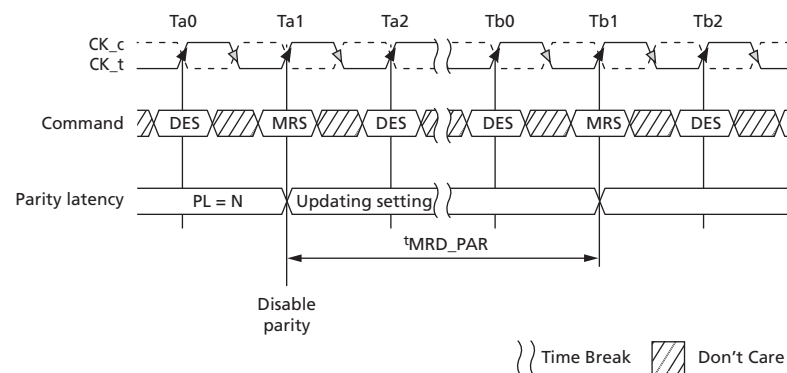 Ta0 Ta1 Ta2 Tb0 Tb1 Tb2
CK_c
CK_t
Command DES MRS DES DES MRS DES
Parity latency PL = N Updating setting
tMRD_PAR
Disable
parity
Time Break Don't Care